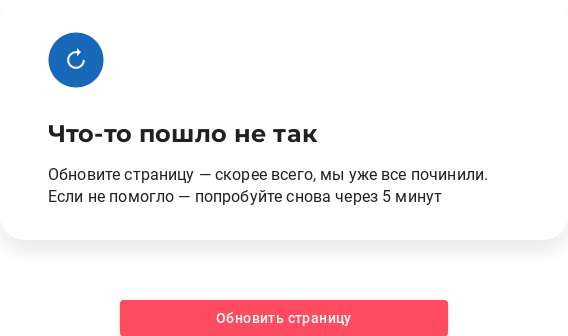 Что-то пошло не так
Обновите страницу — скорее всего, мы уже все починили.
Если не помогло — попробуйте снова через 5 минут
Обновить страницу